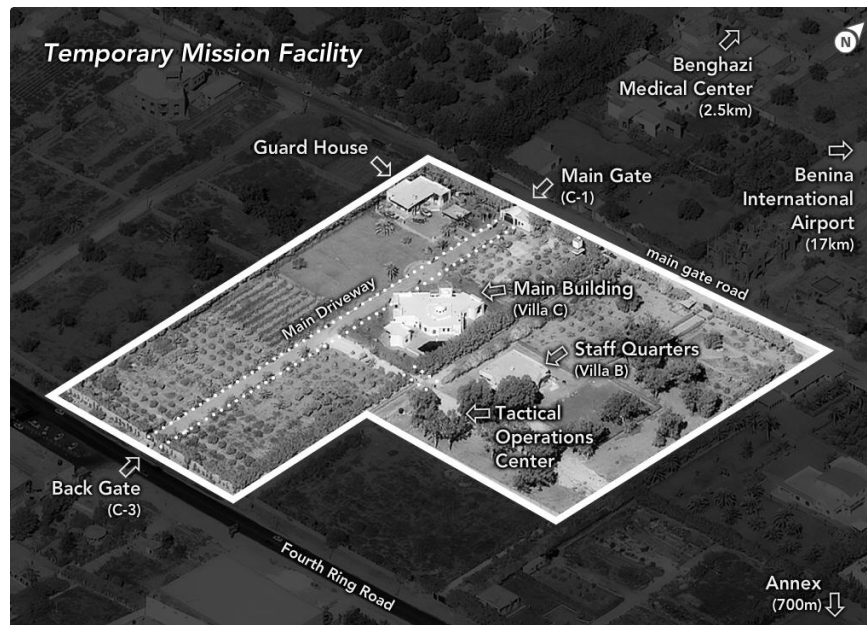 Temporary Mission Facility
N
Benghazi
Medical Center
(2.5km)
Guard House
Main Gate
(C-1)
Benina
International
Airport
(17km)
main gate road
Main Driveway
Main Building
(Villa C)
Staff Quarters
(Villa B)
Tactical
Operations
Center
Back Gate
(C-3)
Fourth Ring Road
Annex
(700m)